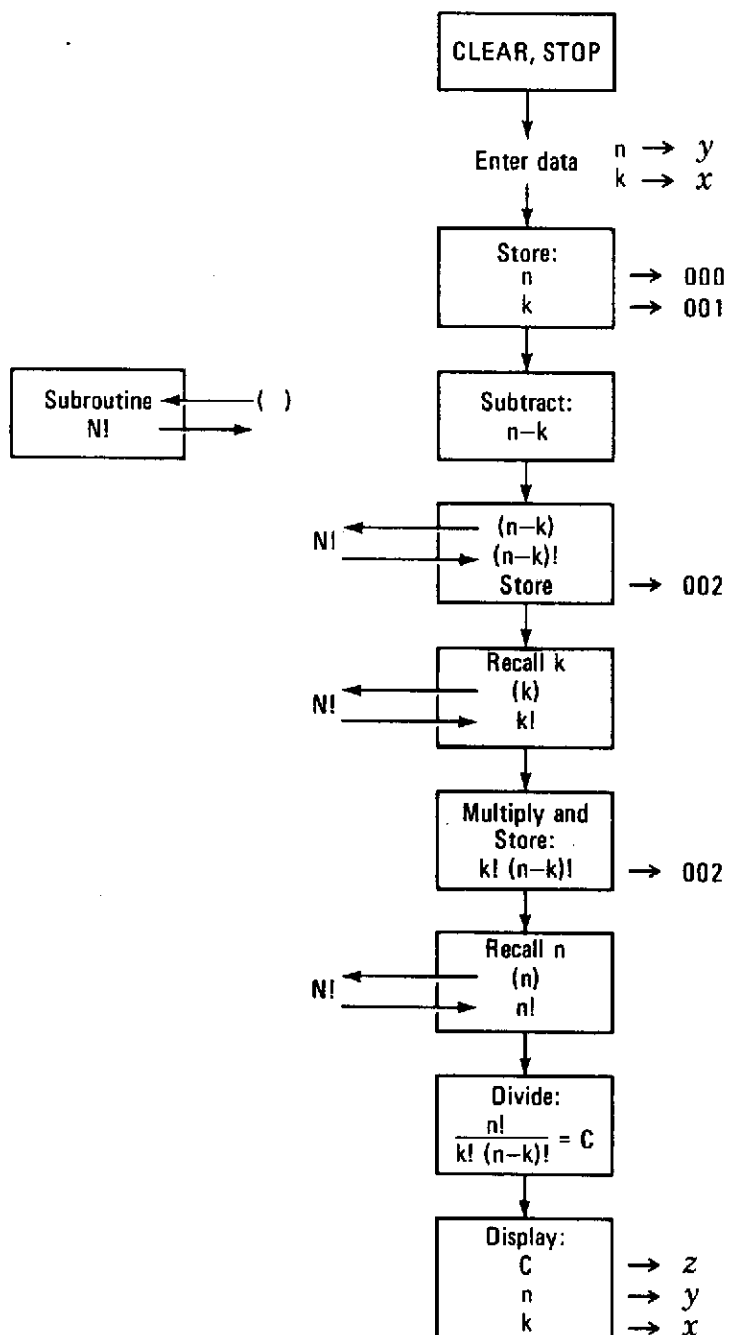 CLEAR, STOP
Enter data n → y
k → x
Store:
n → 000
k → 001
Subroutine ( )
N!
Subtract:
n–k
N! (n–k)
(n–k)!
Store → 002
Recall k
N! (k)
k!
Multiply and
Store:
k! (n–k)! → 002
Recall n
N! (n)
n!
Divide:
n!
k! (n–k)! = C
Display:
C → z
n → y
k → x